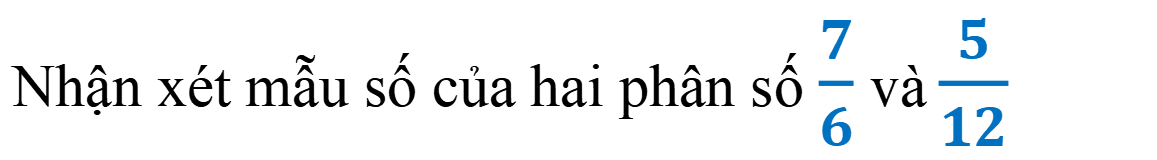 Nhận xét mẫu số của hai phân số 7/6 và 5/12